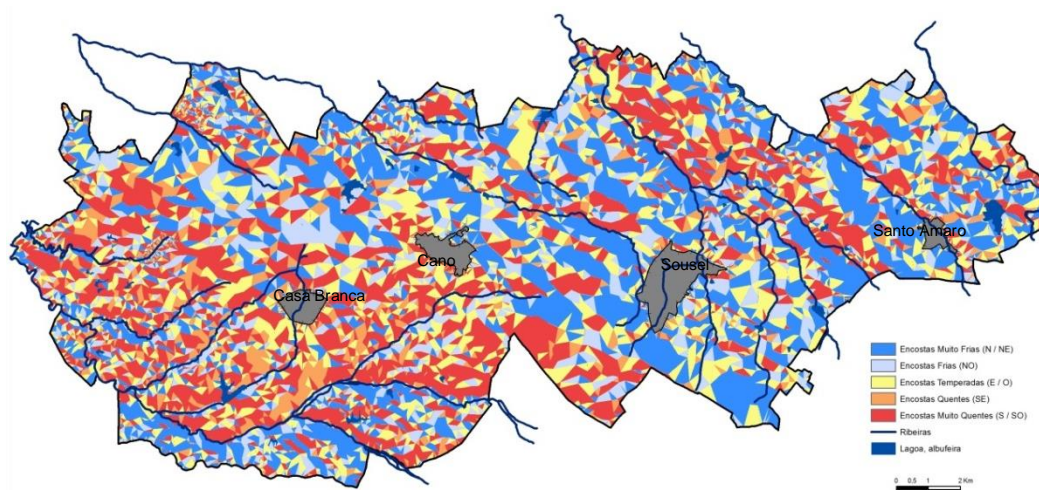 Santo Amaro
Cano
Sousel
Casa Branca
Encostas Muito Frias (N / NE)
Encostas Frias (NO)
Encostas Temperadas (E / O)
Encostas Quentes (SE)
Encostas Muito Quentes (S / SO)
Ribeiras
Lagoa, albufeira
0 0,5 1 2 Km